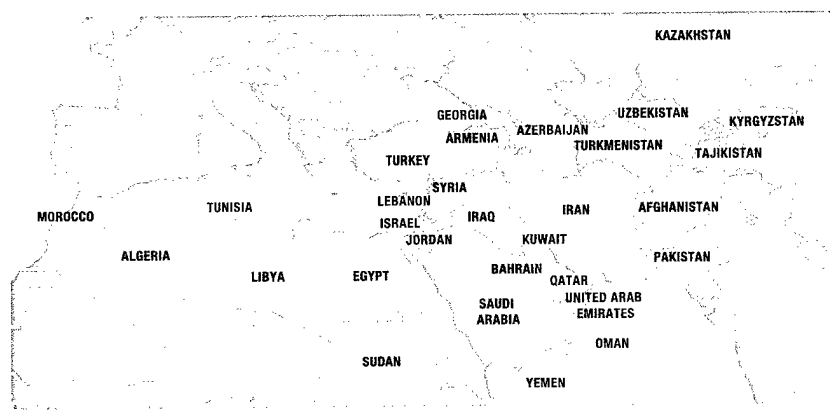 KAZAKHSTAN
GEORGIA
UZBEKISTAN
KYRGYZSTAN
ARMENIA
AZERBAIJAN
TURKMENISTAN
TAJIKISTAN
TURKEY
SYRIA
LEBANON
TUNISIA
MOROCCO
IRAQ
IRAN
AFGHANISTAN
ISRAEL
JORDAN
KUWAIT
ALGERIA
PAKISTAN
BAHRAIN
LIBYA
EGYPT
QATAR
SAUDI
ARABIA
UNITED ARAB
EMIRATES
OMAN
SUDAN
YEMEN